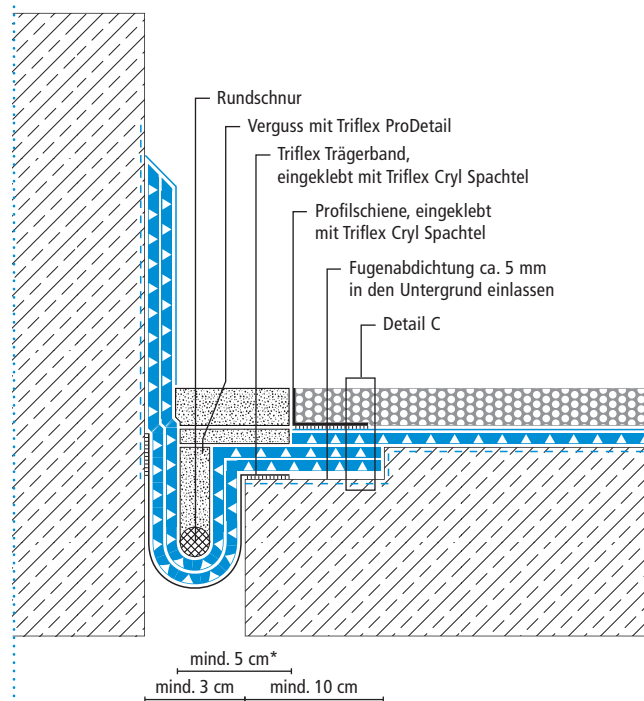 Rundschnur
Verguss mit Triflex ProDetail
Triflex Trägerband,
eingeklebt mit Triflex Cryl Spachtel
Profilschiene, eingeklebt
mit Triflex Cryl Spachtel
Fugenabdichtung ca. 5 mm
in den Untergrund einlassen
Detail C
mind. 5 cm*
mind. 3 cm
mind. 10 cm